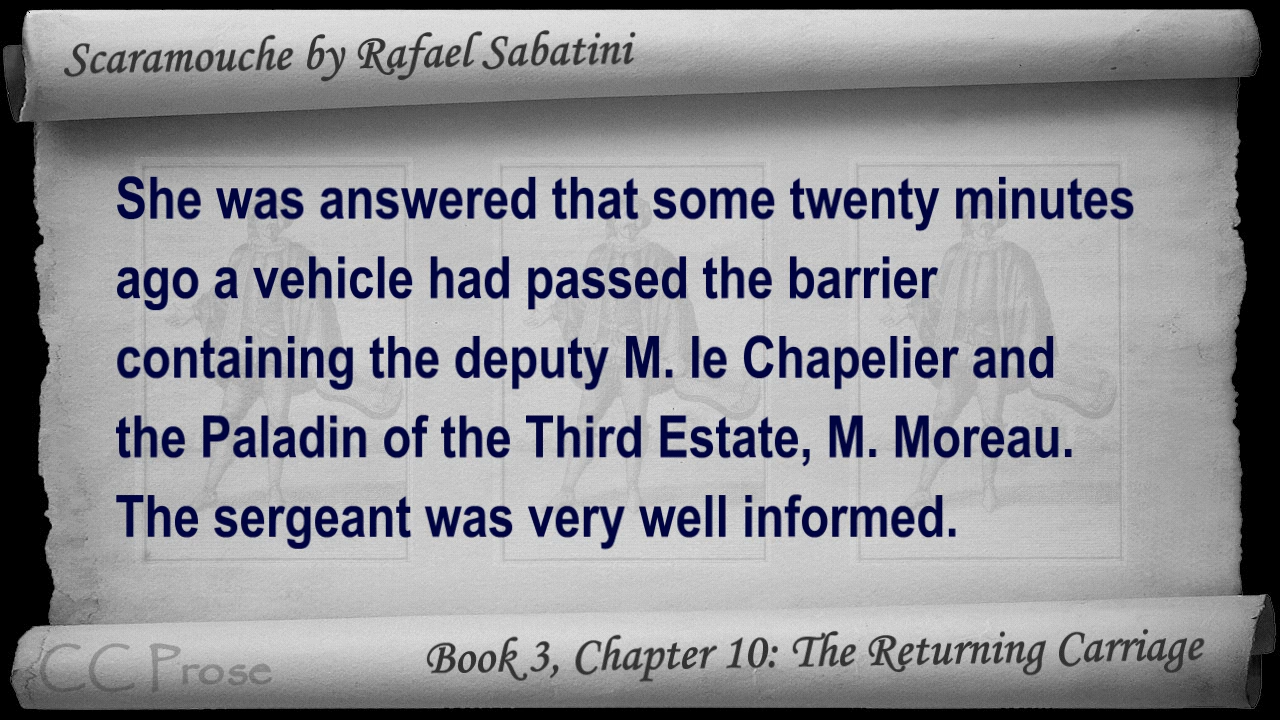 Scaramouche by Rafael Sabatini
She was answered that some twenty minutes
ago a vehicle had passed the barrier
containing the deputy M. le Chapelier and
the Paladin of the Third Estate, M. Moreau.
The sergeant was very well informed.
CC Prose
Book 3, Chapter 10: The Returning Carriage